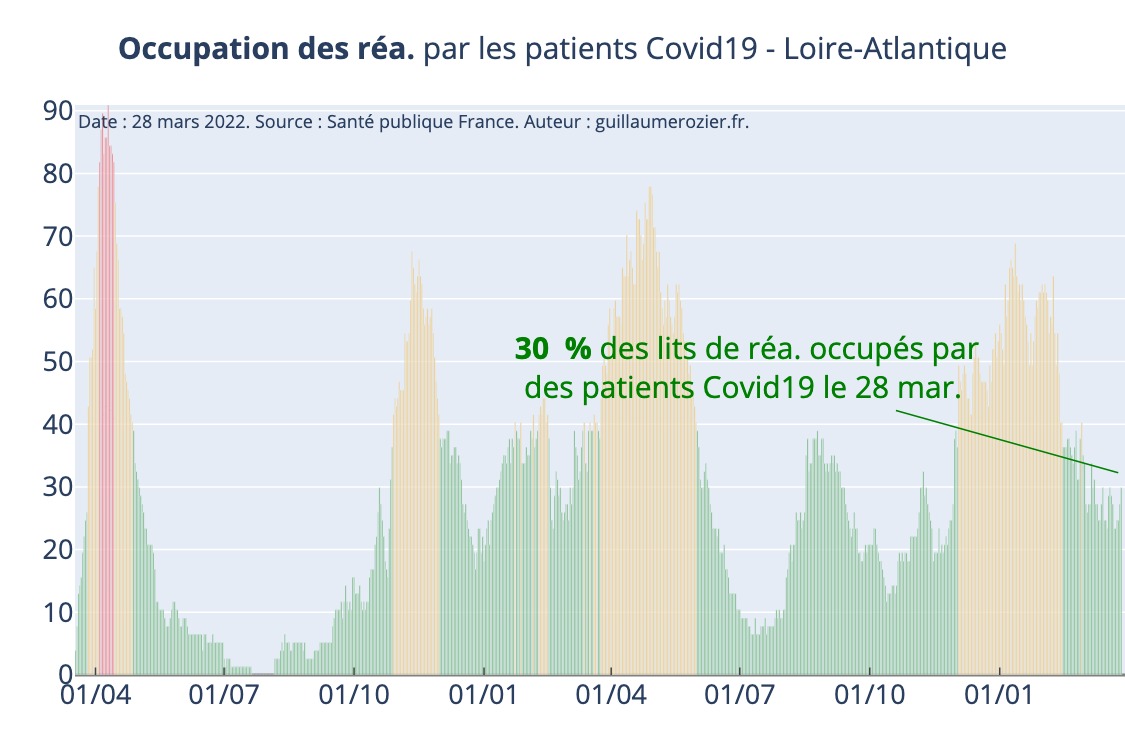 Occupation des réa. par les patients Covid19 - Loire-Atlantique
90
Date : 28 mars 2022. Source : Santé publique France. Auteur : guillaumerozier.fr.
80
70
60
50
40
30
20
10
0
30 % des lits de réa. occupés par
des patients Covid19 le 28 mar.
01/04 01/07 01/10 01/01 01/04 01/07 01/10 01/01